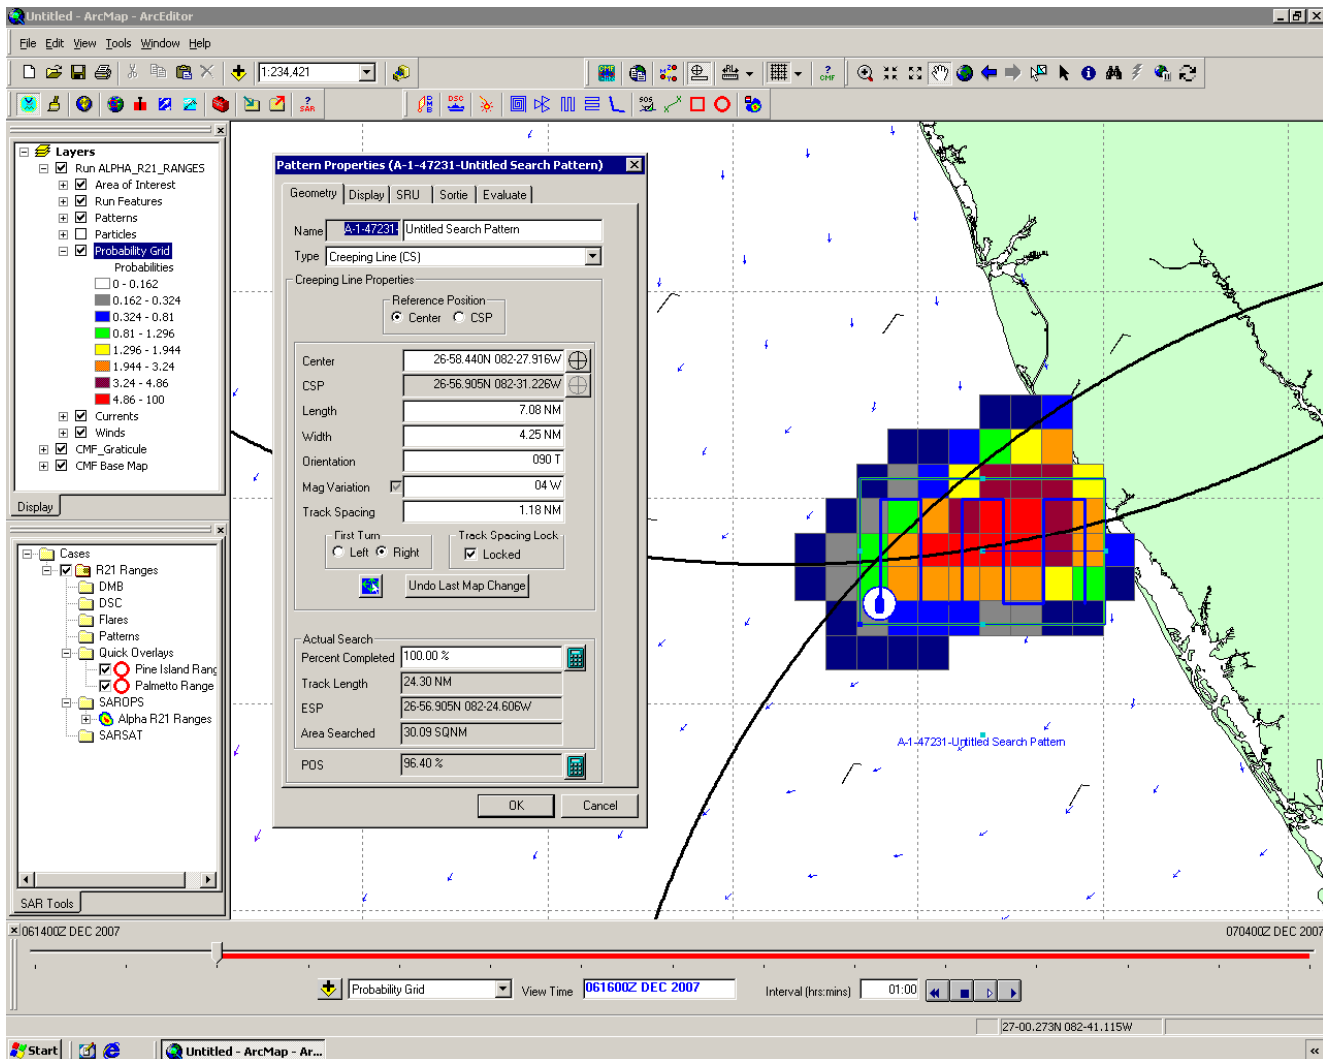 Untitled - ArcMap - ArcEditor
File Edit View Tools Window Help
1:234,421
? CMF
DMB
DSC
SOS
? SAR
Layers
Run ALPHA_R21_RANGES
Area of Interest
Run Features
Patterns
Particles
Probability Grid
Probabilities
0 - 0.162
0.162 - 0.324
0.324 - 0.81
0.81 - 1.296
1.296 - 1.944
1.944 - 3.24
3.24 - 4.86
4.86 - 100
Currents
Winds
CMF_Graticule
CMF Base Map
Display
Cases
R21 Ranges
DMB
DSC
Flares
Patterns
Quick Overlays
Pine Island Rang
Palmetto Range
SAROPS
Alpha R21 Ranges
SARSAT
SAR Tools
Pattern Properties (A-1-47231-Untitled Search Pattern)
Geometry Display SRU Sortie Evaluate
Name A-1-47231- Untitled Search Pattern
Type Creeping Line (CS)
Creeping Line Properties
Reference Position
Center CSP
Center 26-58.440N 082-27.916W
CSP 26-56.905N 082-31.226W
Length 7.08 NM
Width 4.25 NM
Orientation 090 T
Mag Variation 04 W
Track Spacing 1.18 NM
First Turn Track Spacing Lock
Left Right Locked
Undo Last Map Change
Actual Search
Percent Completed 100.00 %
Track Length 24.30 NM
ESP 26-56.905N 082-24.606W
Area Searched 30.09 SQNM
POS 96.40 %
OK Cancel
A-1-47231-Untitled Search Pattern
061400Z DEC 2007 070400Z DEC 2007
Probability Grid View Time 061600Z DEC 2007 Interval (hrs:mins) 01:00
27-00.273N 082-41.115W
Start Untitled - ArcMap - Ar...